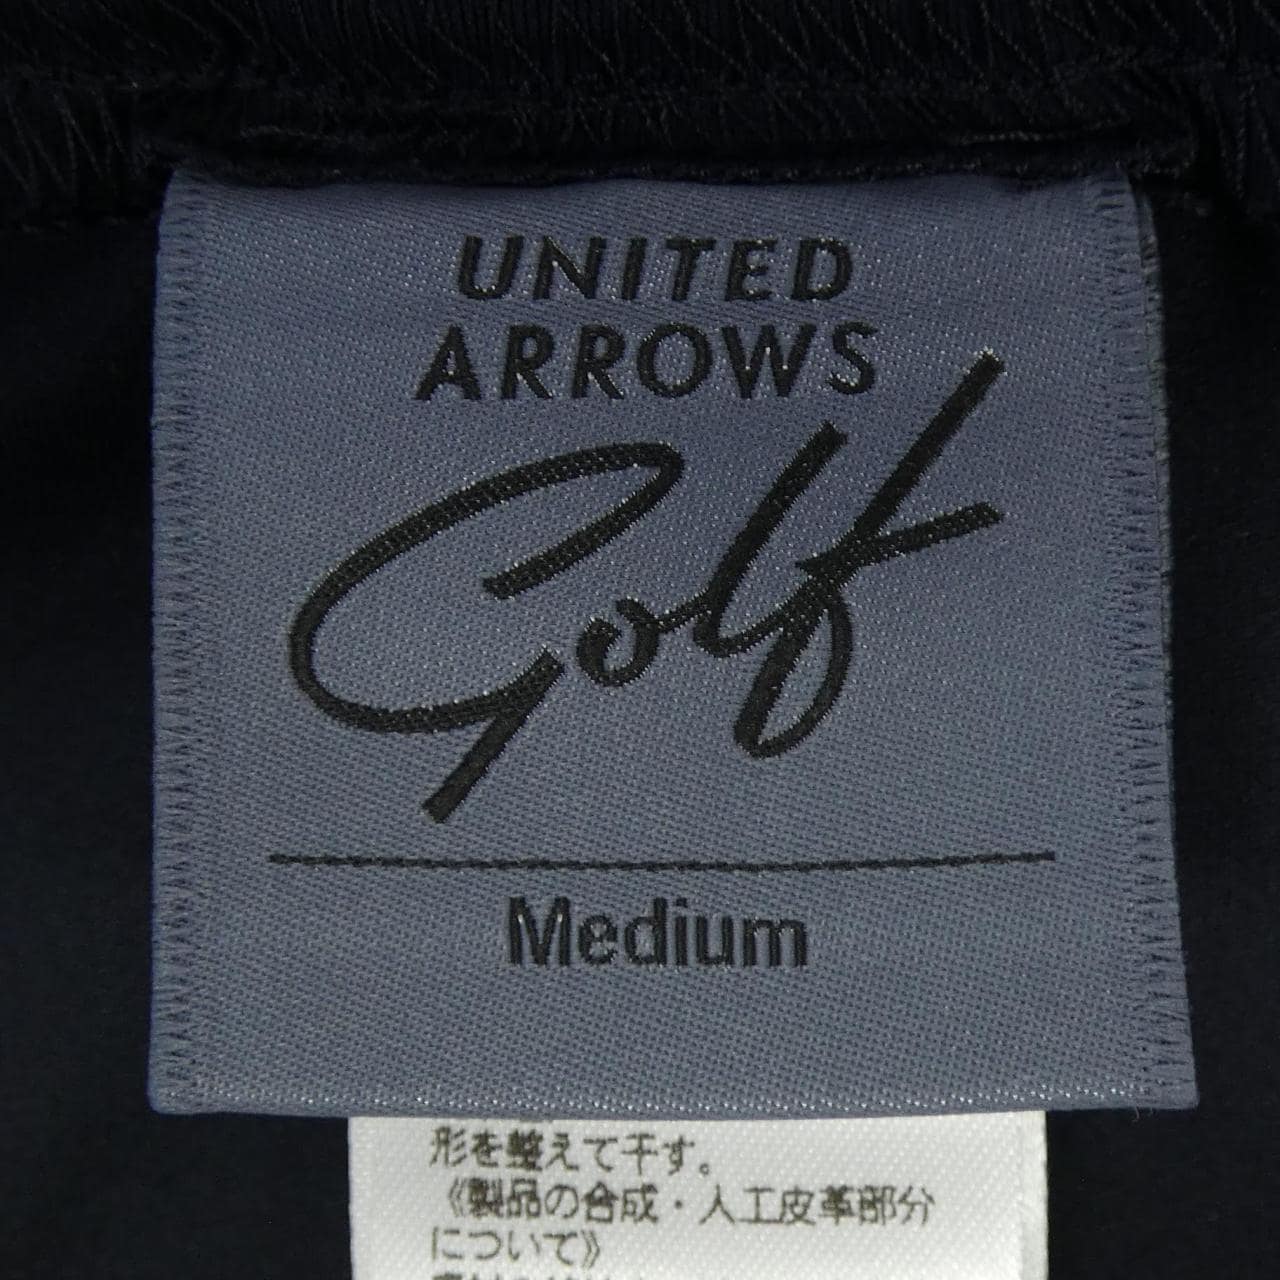 UNITED
ARROWS
Golf
Medium
形を整えて干す。
《製品の合成・人工皮革部分
について》